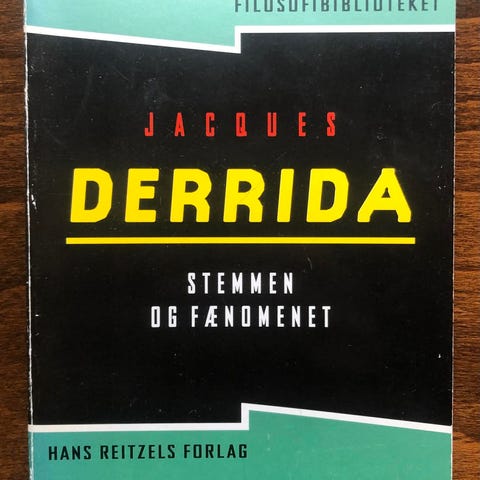 FILOSOFIBIBLIOTEKET
JACQUES
DERRIDA
STEMMEN
OG FÆNOMENET
HANS REITZELS FORLAG